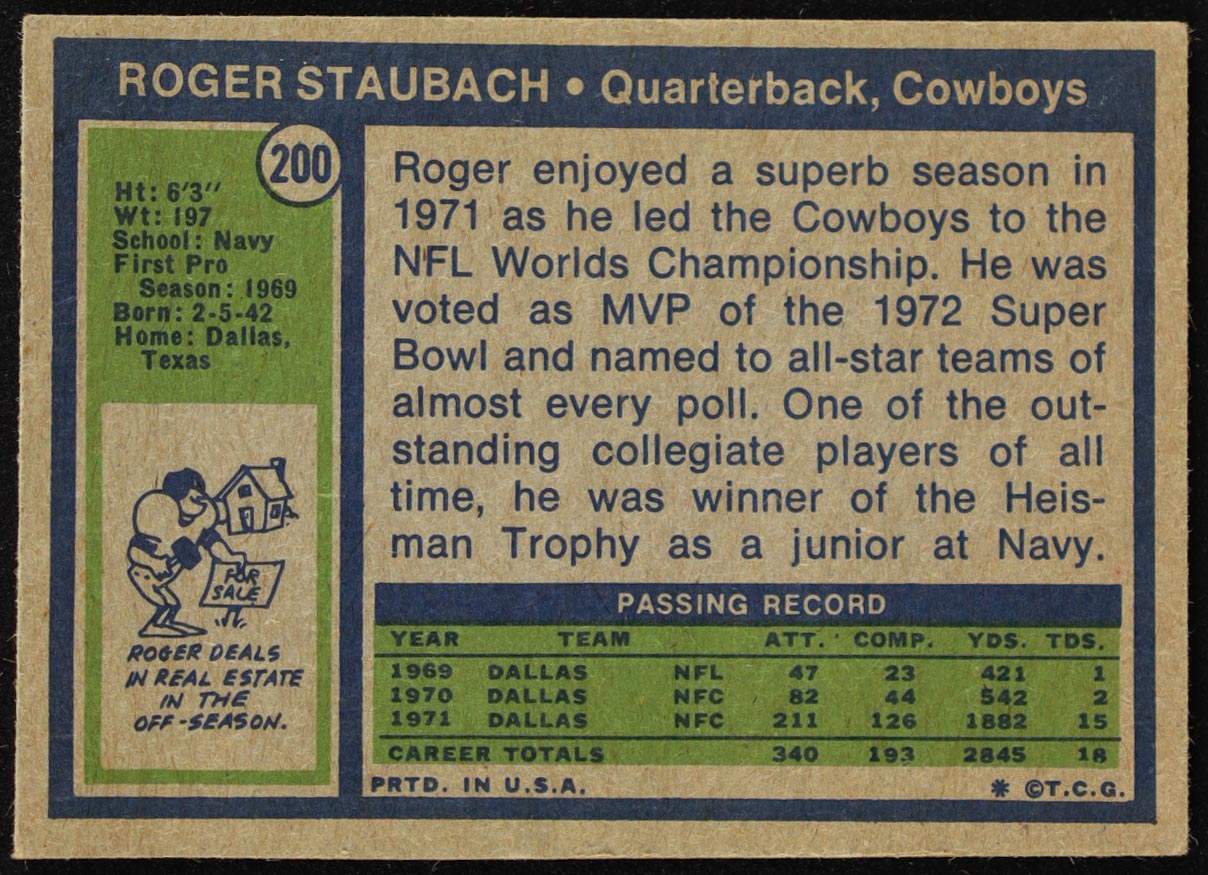 ROGER STAUBACH • Quarterback, Cowboys
200
Ht: 6'3"
Wt: 197
School: Navy
First Pro
Season: 1969
Born: 2-5-42
Home: Dallas,
Texas
FOR
SALE
ROGER DEALS
IN REAL ESTATE
IN THE
OFF-SEASON.
Roger enjoyed a superb season in
1971 as he led the Cowboys to the
NFL Worlds Championship. He was
voted as MVP of the 1972 Super
Bowl and named to all-star teams of
almost every poll. One of the out-
standing collegiate players of all
time, he was winner of the Heis-
man Trophy as a junior at Navy.
PASSING RECORD
YEAR TEAM ATT. COMP. YDS. TDS.
1969 DALLAS NFL 47 23 421 1
1970 DALLAS NFC 82 44 542 2
1971 DALLAS NFC 211 126 1882 15
CAREER TOTALS 340 193 2845 18
PRTD. IN U.S.A. * ©T.C.G.